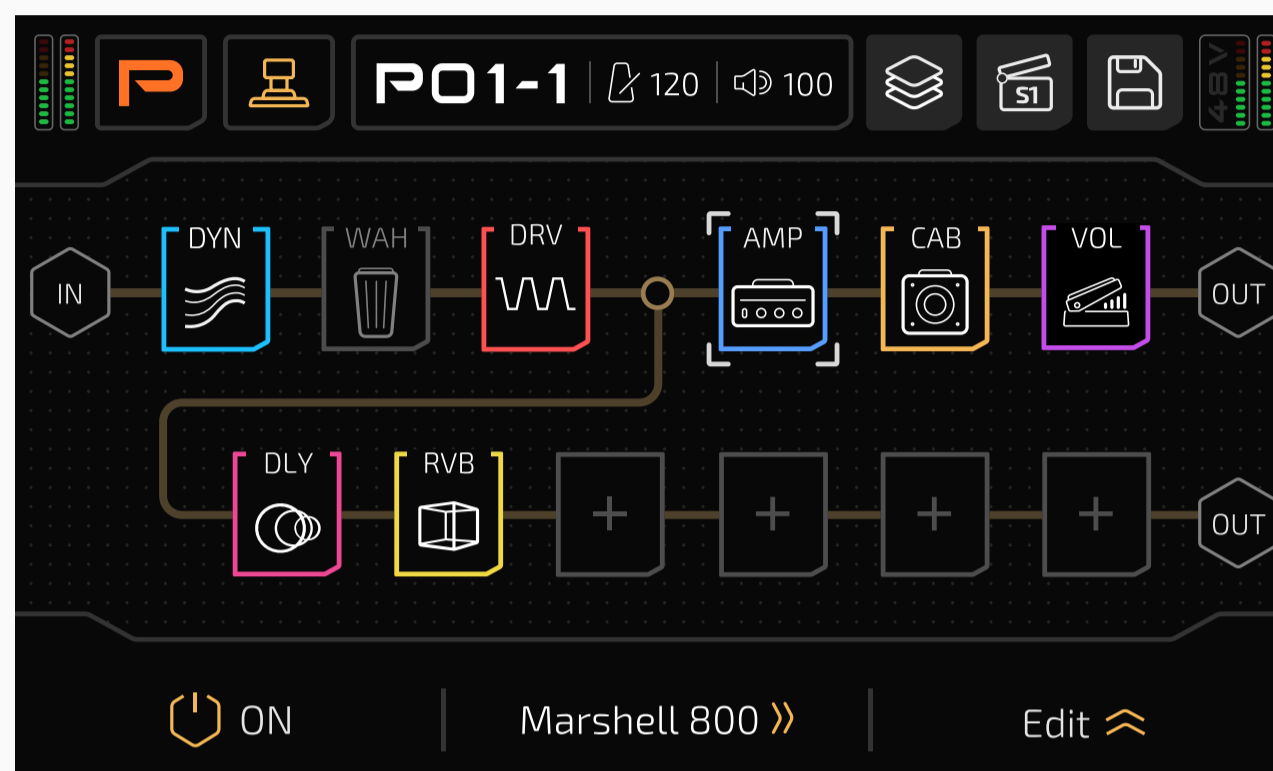 P P01-1 120 100 S1 48V
DYN WAH DRV AMP CAB VOL
IN OUT
DLY RVB
+ + + +
OUT
ON Marshell 800 Edit